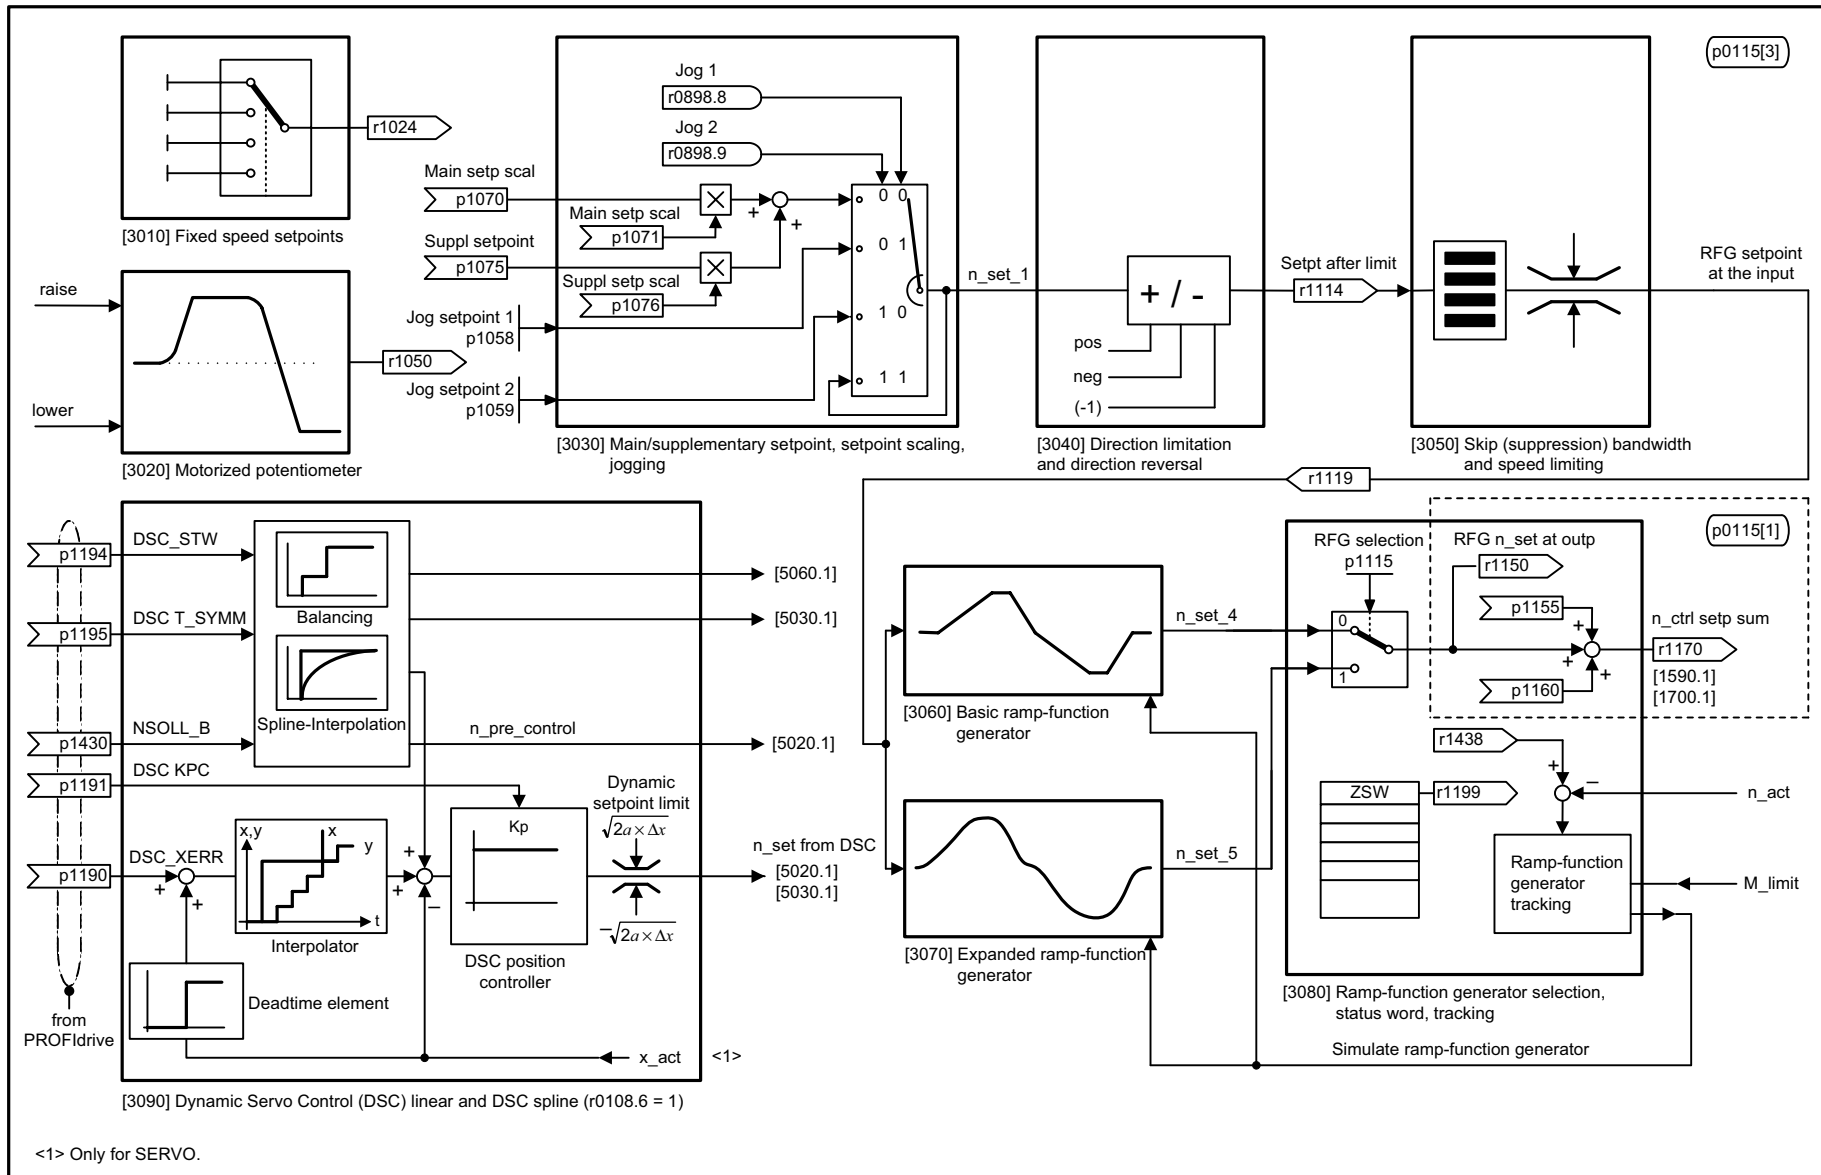 p0115[3]
r1024
[3010] Fixed speed setpoints
raise
lower
r1050
[3020] Motorized potentiometer
Jog 1
r0898.8
Jog 2
r0898.9
Main setp scal
p1070
Main setp scal
p1071
Suppl setpoint
p1075
Suppl setp scal
p1076
Jog setpoint 1
p1058
Jog setpoint 2
p1059
+
+
0 0
0 1
1 0
1 1
n_set_1
[3030] Main/supplementary setpoint, setpoint scaling,
jogging
+ / -
pos
neg
(-1)
[3040] Direction limitation
and direction reversal
Setpt after limit
r1114
[3050] Skip (suppression) bandwidth
and speed limiting
RFG setpoint
at the input
r1119
p1194
DSC_STW
p1195
DSC T_SYMM
p1430
NSOLL_B
p1191
DSC KPC
p1190
DSC_XERR
+
+
from
PROFIdrive
Balancing
Spline-Interpolation
n_pre_control
[5060.1]
[5030.1]
[5020.1]
x,y
x
y
t
Interpolator
Deadtime element
+
+
–
Kp
DSC position
controller
Dynamic
setpoint limit
√2a × Δx
–√2a × Δx
n_set from DSC
[5020.1]
[5030.1]
x_act
<1>
[3090] Dynamic Servo Control (DSC) linear and DSC spline (r0108.6 = 1)
n_set_4
[3060] Basic ramp-function
generator
n_set_5
[3070] Expanded ramp-function
generator
RFG selection
p1115
0
1
RFG n_set at outp
r1150
p0115[1]
p1155
+
+
+
p1160
n_ctrl setp sum
r1170
[1590.1]
[1700.1]
r1438
+
–
n_act
ZSW
r1199
Ramp-function
generator
tracking
M_limit
[3080] Ramp-function generator selection,
status word, tracking
Simulate ramp-function generator
<1> Only for SERVO.